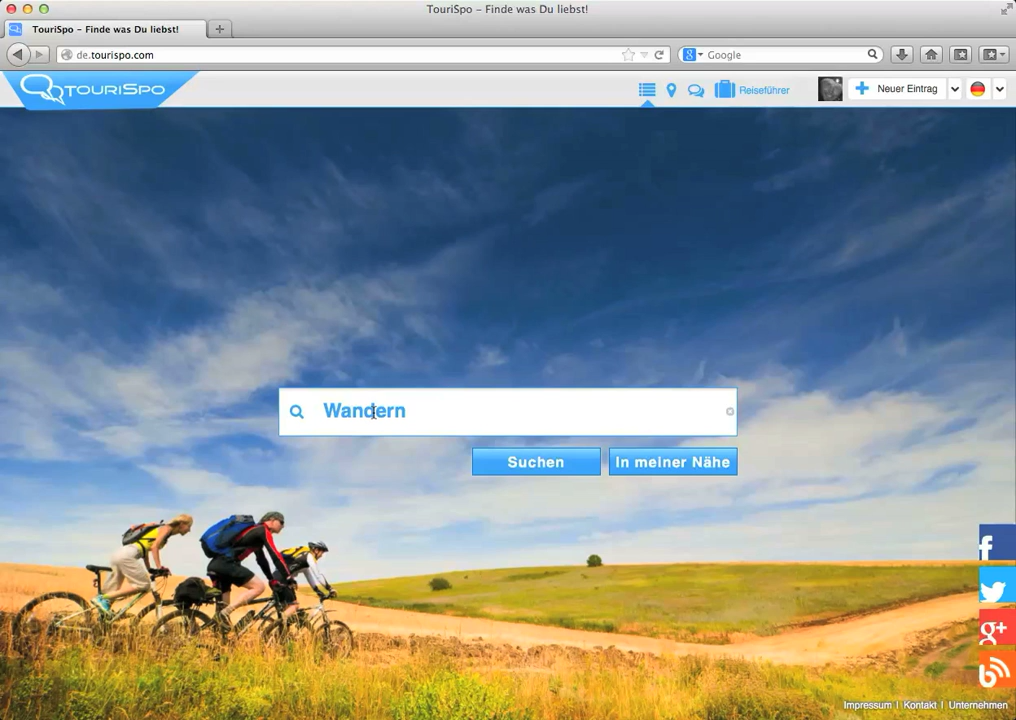 TouriSpo – Finde was Du liebst!
TouriSpo – Finde was Du liebst!
de.tourispo.com
Google
TOURISPO
Reiseführer
Neuer Eintrag
Wandern
Suchen
In meiner Nähe
Impressum | Kontakt | Unternehmen